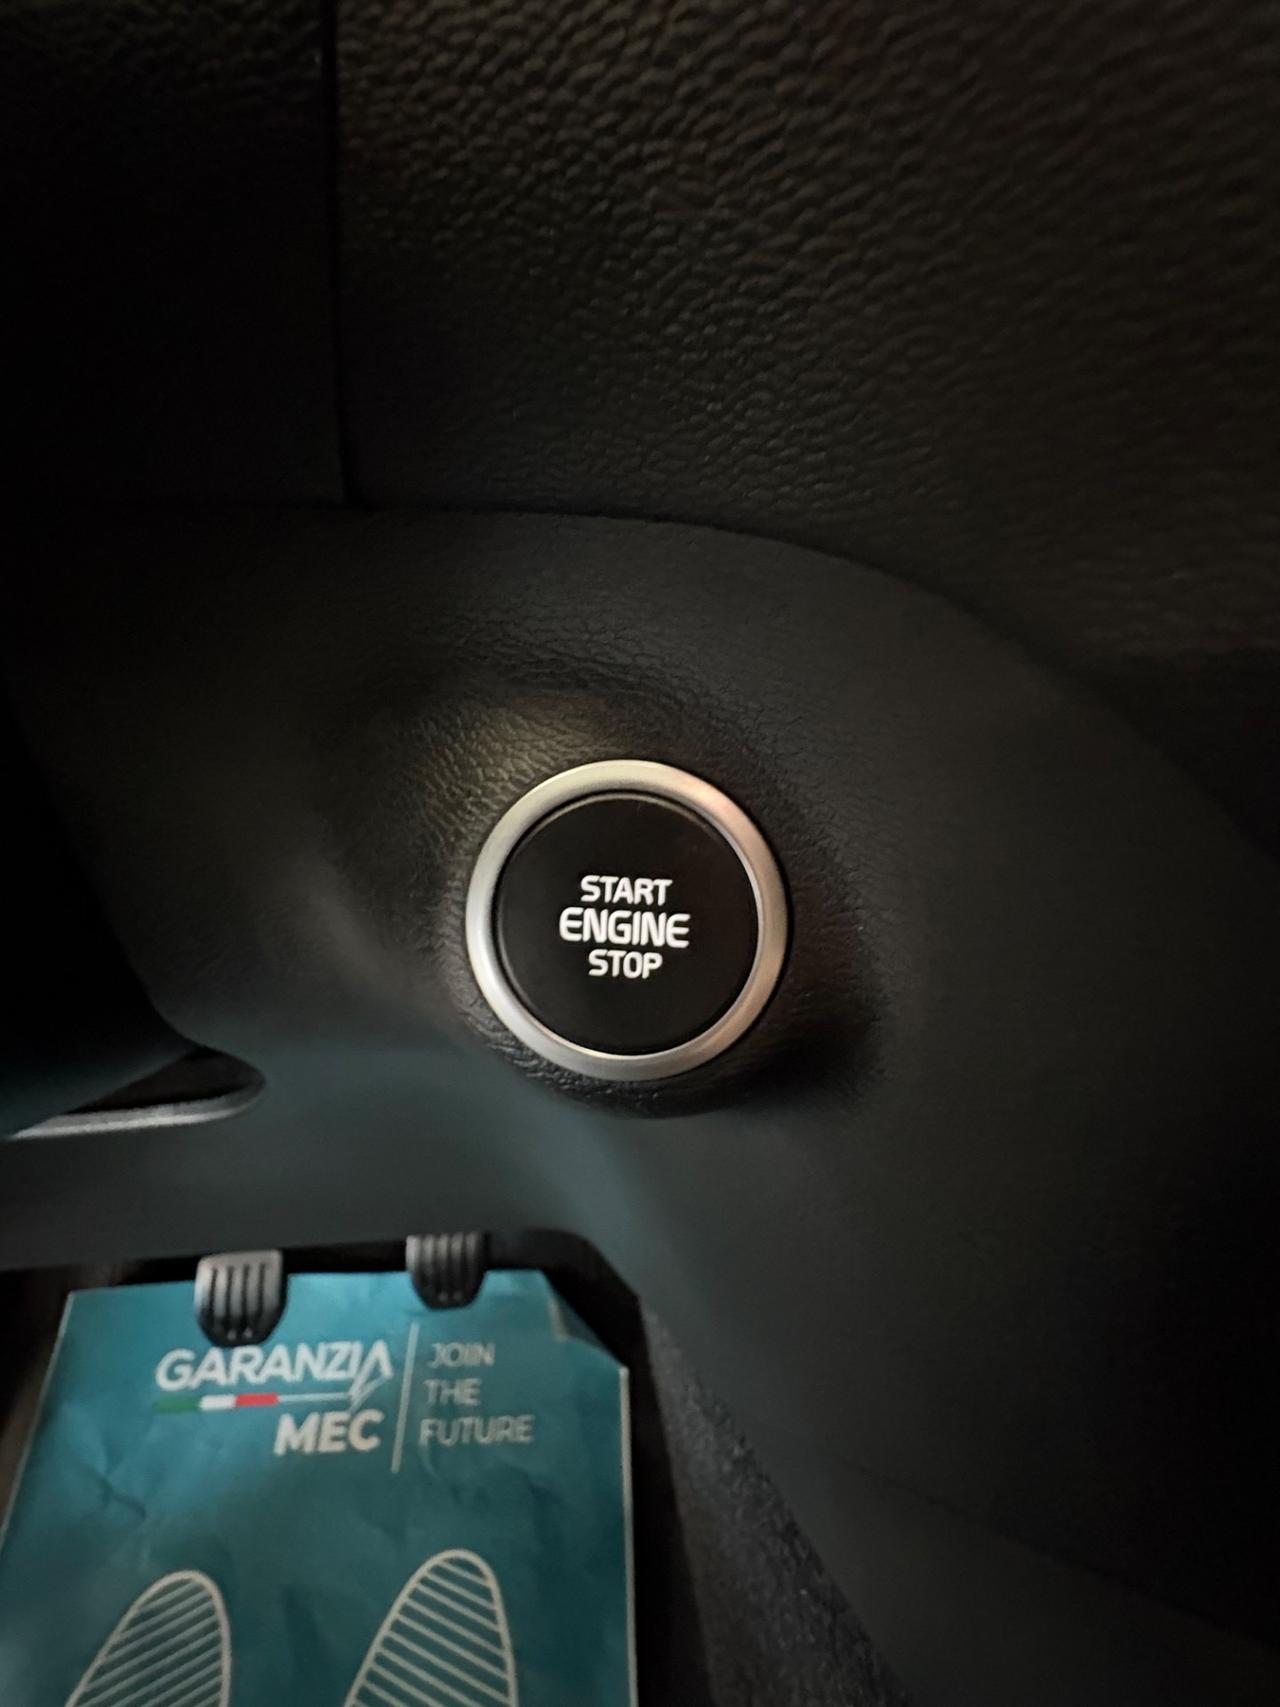 START
ENGINE
STOP
GARANZIA
MEC
JOIN
THE
FUTURE